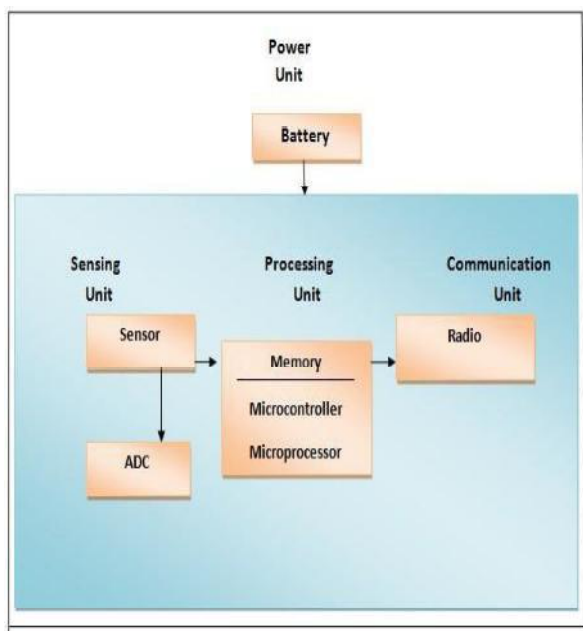 Power
Unit
Battery
Sensing
Unit
Processing
Unit
Communication
Unit
Sensor
Memory
Microcontroller
Microprocessor
Radio
ADC